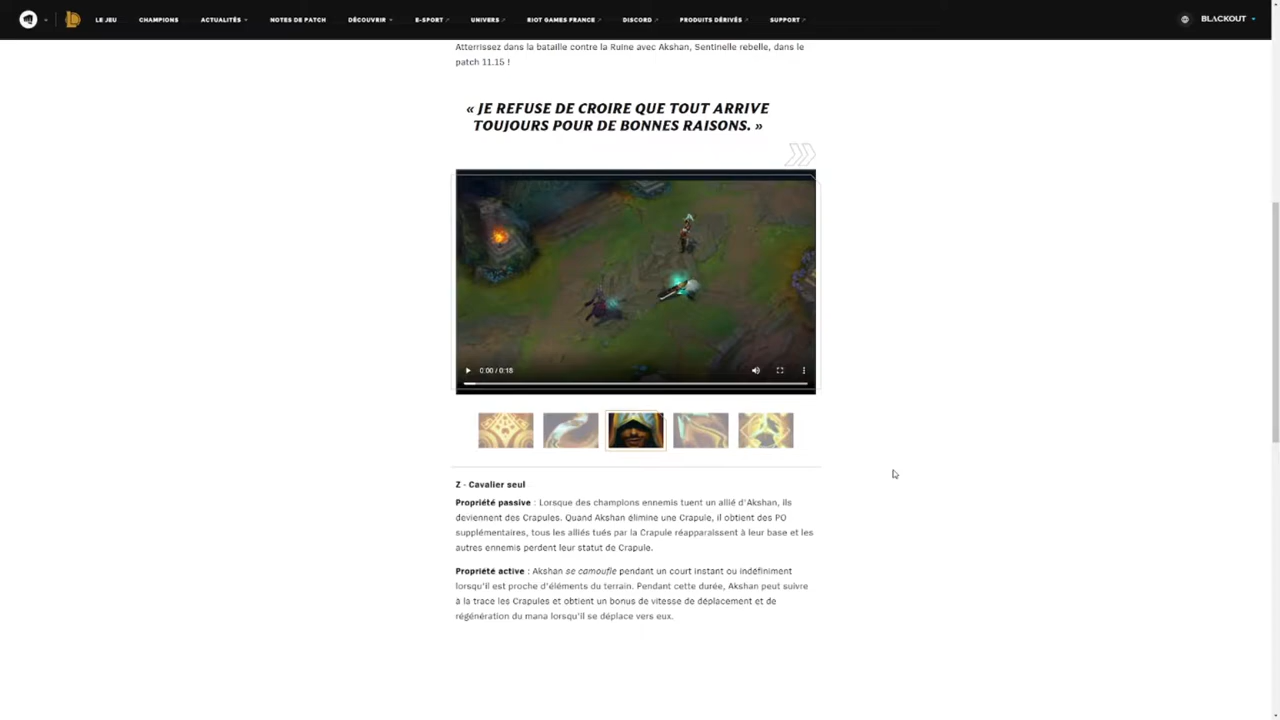 LE JEU CHAMPIONS ACTUALITÉS NOTES DE PATCH DÉCOUVRIR E-SPORT UNIVERS RIOT GAMES FRANCE DISCORD PRODUITS DÉRIVÉS SUPPORT BLACKOUT
Atterrissez dans la bataille contre la Ruine avec Akshan, Sentinelle rebelle, dans le
patch 11.15 !
« JE REFUSE DE CROIRE QUE TOUT ARRIVE
TOUJOURS POUR DE BONNES RAISONS. »
0:00 / 0:18
Z - Cavalier seul
Propriété passive : Lorsque des champions ennemis tuent un allié d'Akshan, ils
deviennent des Crapules. Quand Akshan élimine une Crapule, il obtient des PO
supplémentaires, tous les alliés tués par la Crapule réapparaissent à leur base et les
autres ennemis perdent leur statut de Crapule.
Propriété active : Akshan se camoufle pendant un court instant ou indéfiniment
lorsqu'il est proche d'éléments du terrain. Pendant cette durée, Akshan peut suivre
à la trace les Crapules et obtient un bonus de vitesse de déplacement et de
régénération du mana lorsqu'il se déplace vers eux.